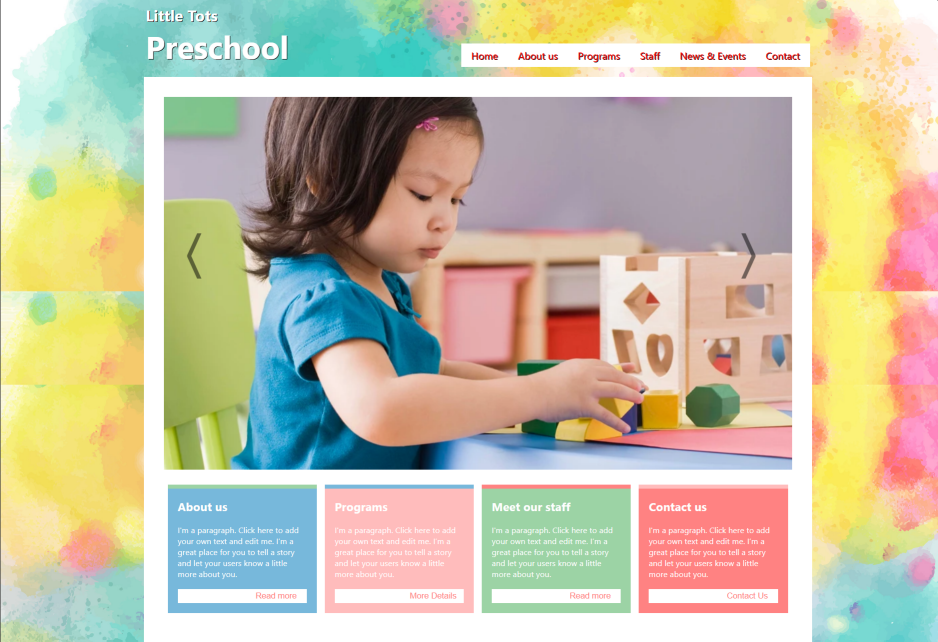 Little Tots
Preschool
Home About us Programs Staff News & Events Contact
About us
I'm a paragraph. Click here to add
your own text and edit me. I'm a
great place for you to tell a story
and let your users know a little
more about you.
Read more
Programs
I'm a paragraph. Click here to add
your own text and edit me. I'm a
great place for you to tell a story
and let your users know a little
more about you.
More Details
Meet our staff
I'm a paragraph. Click here to add
your own text and edit me. I'm a
great place for you to tell a story
and let your users know a little
more about you.
Read more
Contact us
I'm a paragraph. Click here to add
your own text and edit me. I'm a
great place for you to tell a story
and let your users know a little
more about you.
Contact Us